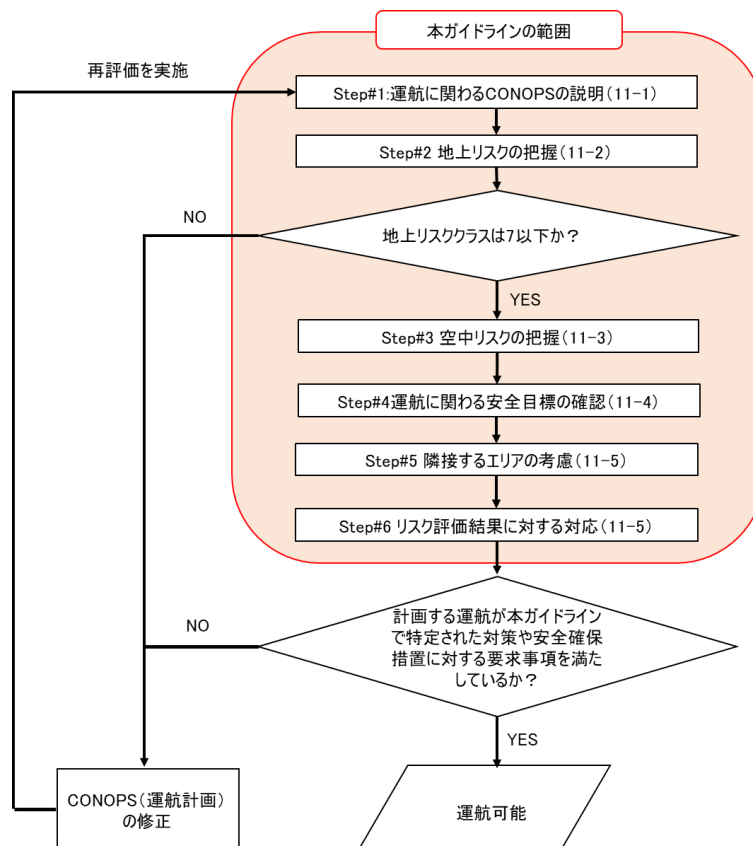 本ガイドラインの範囲
再評価を実施
Step#1:運航に関わるCONOPSの説明(11-1)
Step#2 地上リスクの把握(11-2)
NO
地上リスククラスは7以下か？
YES
Step#3 空中リスクの把握(11-3)
Step#4運航に関わる安全目標の確認(11-4)
Step#5 隣接するエリアの考慮(11-5)
Step#6 リスク評価結果に対する対応(11-5)
NO
計画する運航が本ガイドライン
で特定された対策や安全確保
措置に対する要求事項を満た
しているか？
YES
CONOPS(運航計画)
の修正
運航可能